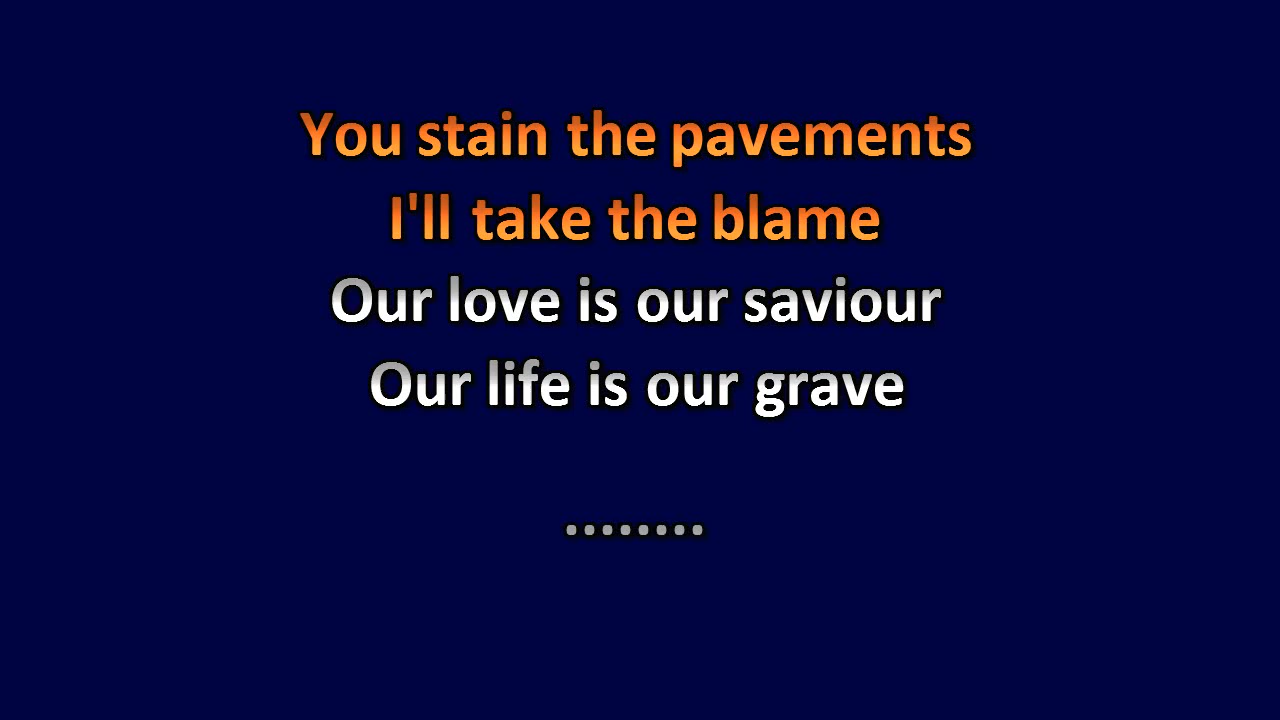 You stain the pavements
I'll take the blame
Our love is our saviour
Our life is our grave
........